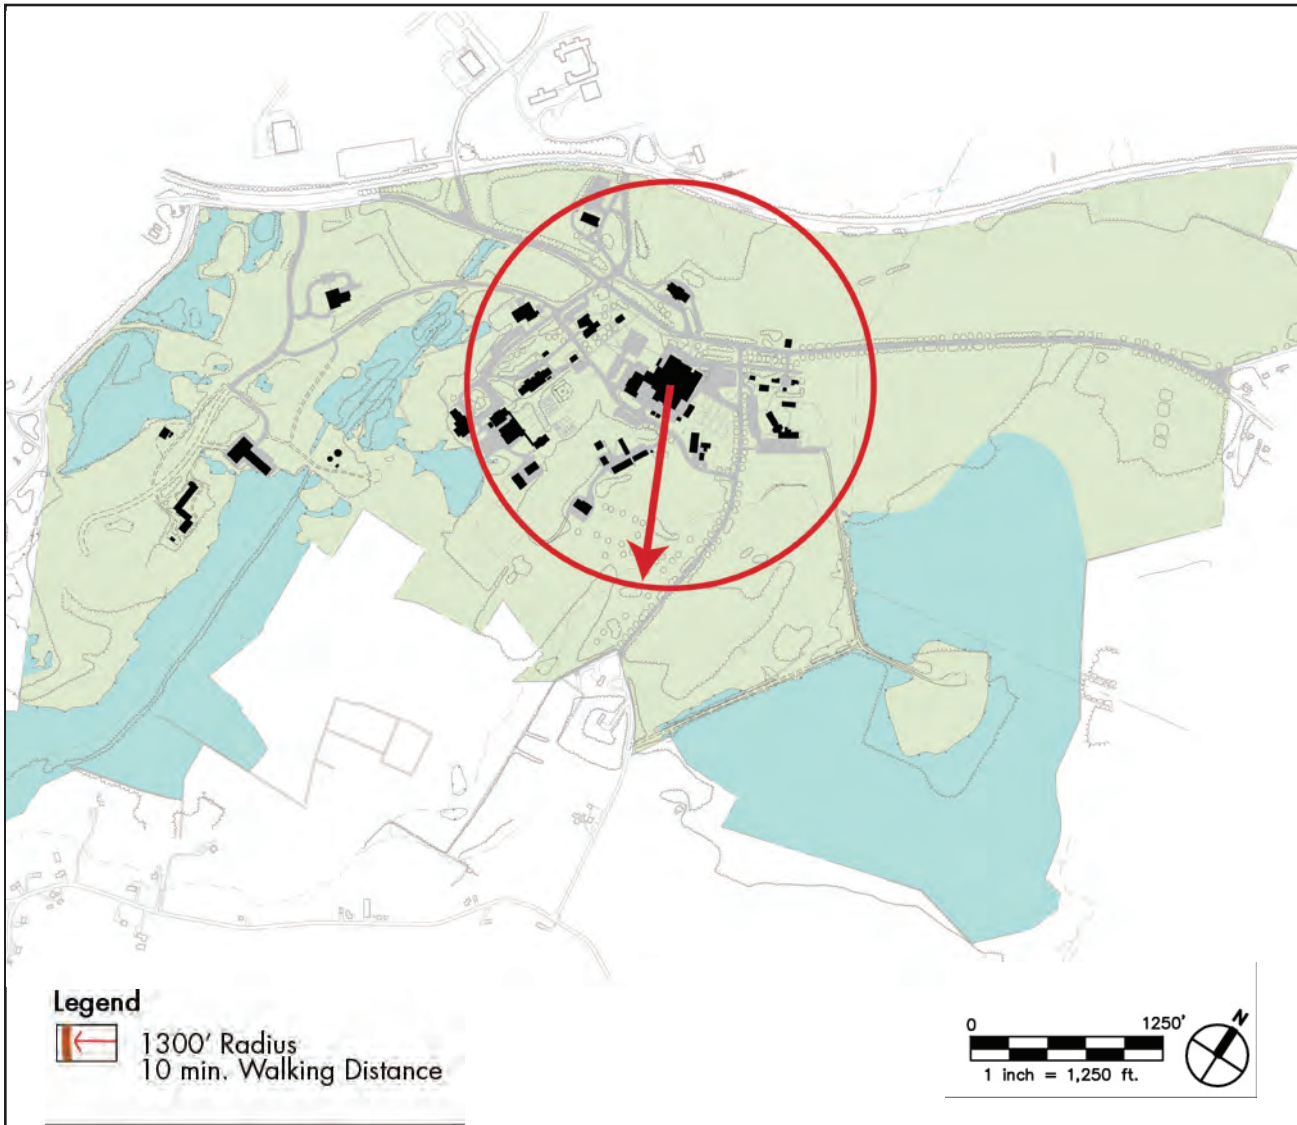 Legend
1300' Radius
10 min. Walking Distance
0 1250'
1 inch = 1,250 ft.
N